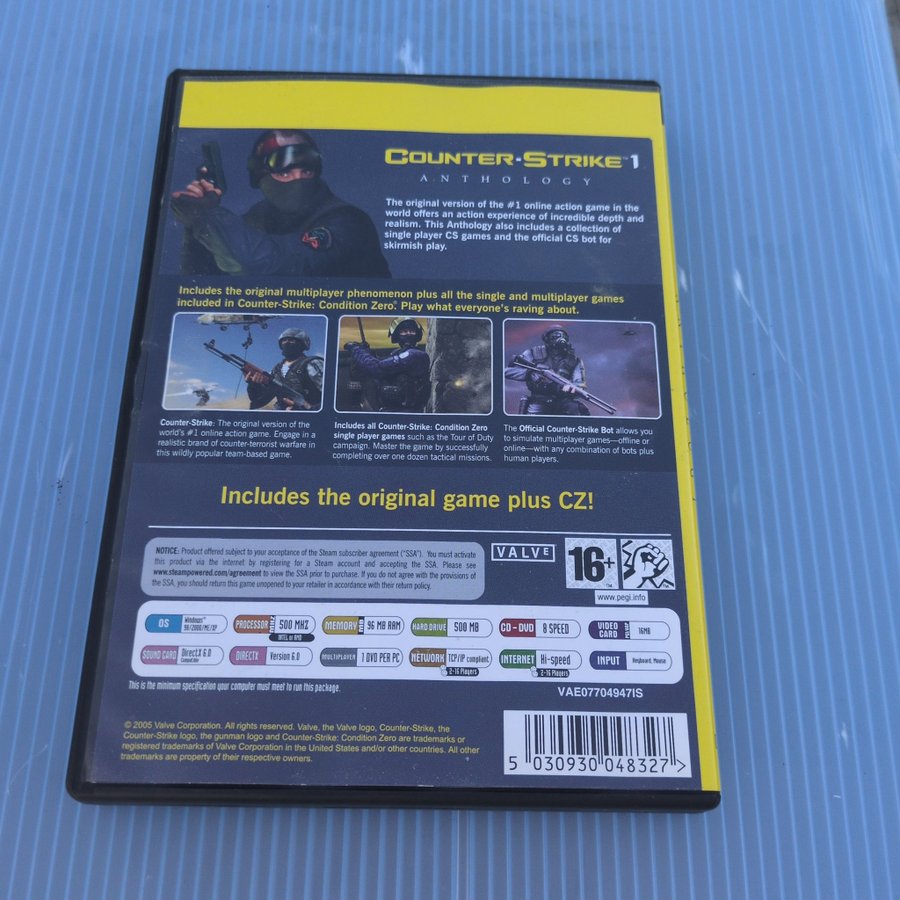 COUNTER-STRIKE™ 1
ANTHOLOGY
The original version of the #1 online action game in the
world offers an action experience of incredible depth and
realism. This Anthology also includes a collection of
single player CS games and the official CS bot for
skirmish play.
Includes the original multiplayer phenomenon plus all the single and multiplayer games
included in Counter-Strike: Condition Zero. Play what everyone's raving about.
Counter-Strike: The original version of the
world's #1 online action game. Engage in a
realistic brand of counter-terrorist warfare in
this wildly popular team-based game.
Includes all Counter-Strike: Condition Zero
single player games such as the Tour of Duty
campaign. Master the game by successfully
completing over one dozen tactical missions.
The Official Counter-Strike Bot allows you
to simulate multiplayer games—offline or
online—with any combination of bots plus
human players.
Includes the original game plus CZ!
NOTICE: Product offered subject to your acceptance of the Steam subscriber agreement ("SSA"). You must activate
this product via the internet by registering for a Steam account and accepting the SSA. Please see
www.steampowered.com/agreement to view the SSA prior to purchase. If you do not agree with the provisions of
the SSA, you should return this game unopened to your retailer in accordance with their return policy.
VALVE
16+
www.pegi.info
OS Windows® 98/2000/ME/XP
PROCESSOR 500 MHZ INTEL or AMD
MEMORY 96 MB RAM
HARD DRIVE 500 MB
CD-DVD 8 SPEED
VIDEO CARD 16MB
SOUND CARD DirectX 6.0 Compatible
DIRECTX Version 6.0
MULTIPLAYER 1 DVD PER PC
NETWORK TCP/IP compliant 2-16 Players
INTERNET Hi-speed 2-16 Players
INPUT Keyboard, Mouse
This is the minimum specification your computer must meet to run this package.
VAE07704947IS
© 2005 Valve Corporation. All rights reserved. Valve, the Valve logo, Counter-Strike, the
Counter-Strike logo, the gunman logo and Counter-Strike: Condition Zero are trademarks or
registered trademarks of Valve Corporation in the United States and/or other countries. All other
trademarks are property of their respective owners.
5 030930 048327 >